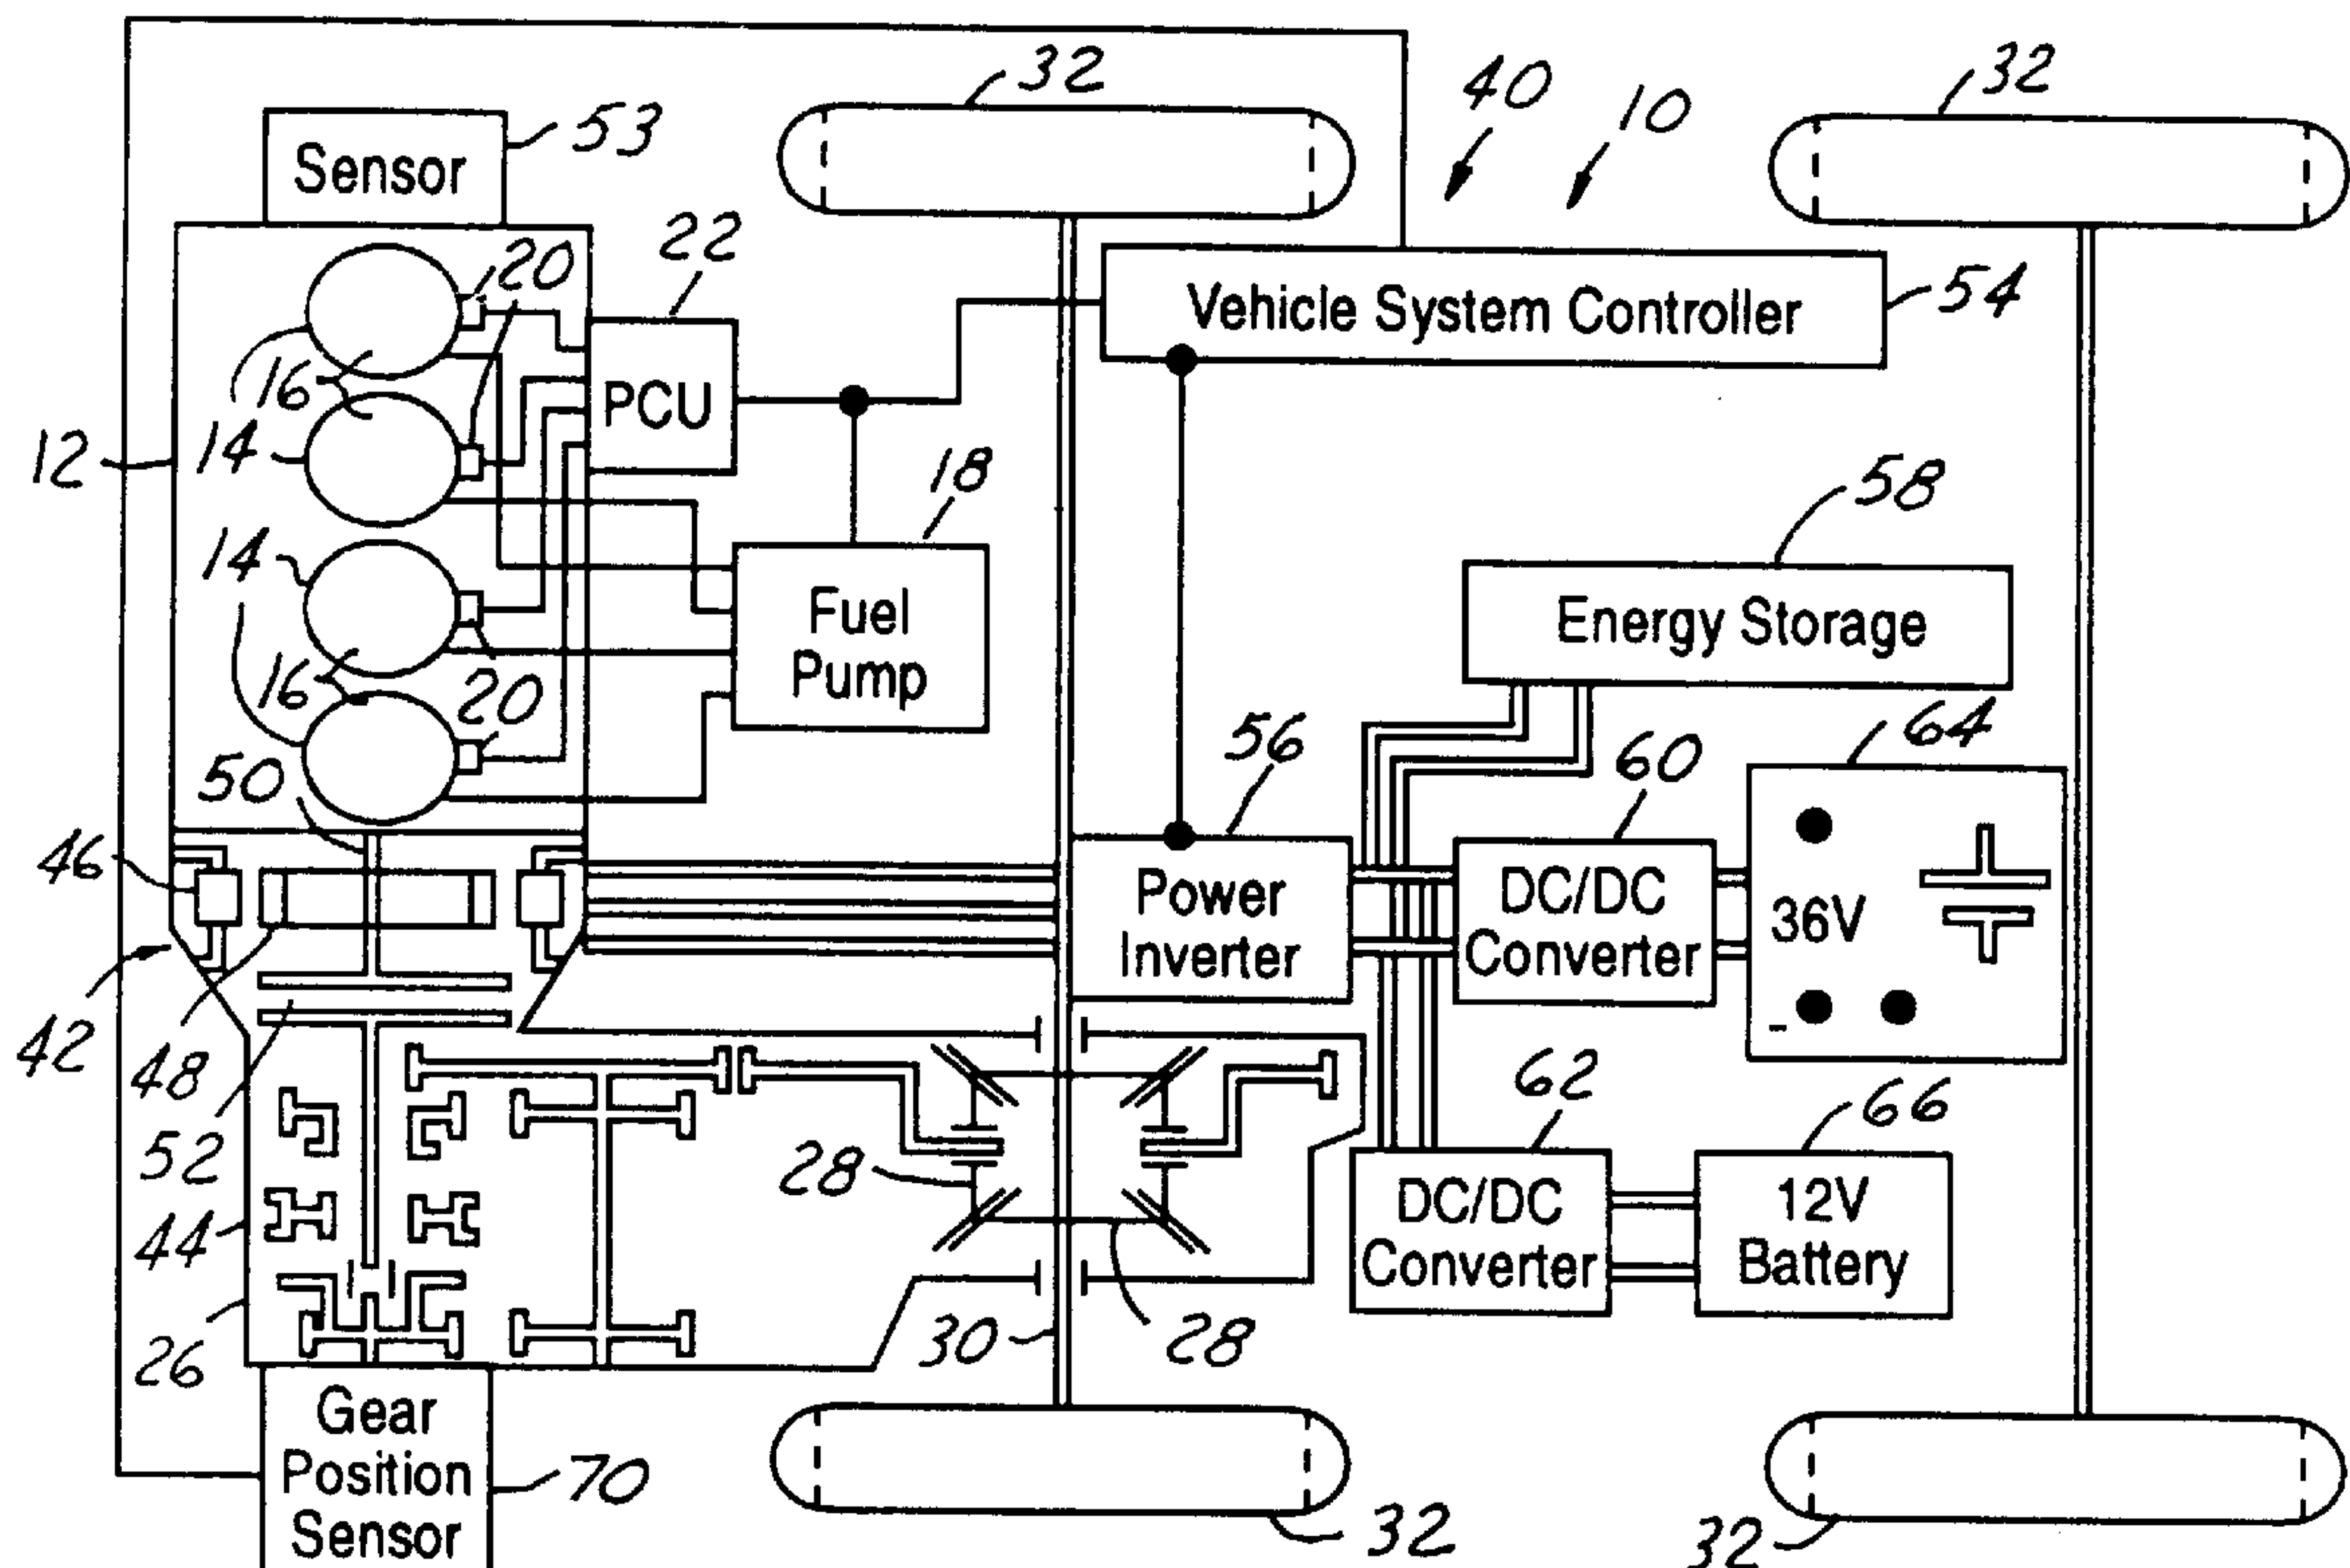 32
40
10
32
53
Sensor
22
20
54
Vehicle System Controller
16
PCU
12
14
18
58
14
Fuel
Pump
Energy Storage
16
20
56
64
50
60
46
Power
Inverter
DC/DC
Converter
36V
-
42
48
62
66
52
28
DC/DC
Converter
12V
Battery
44
26
30
28
Gear
Position
Sensor
70
32
32